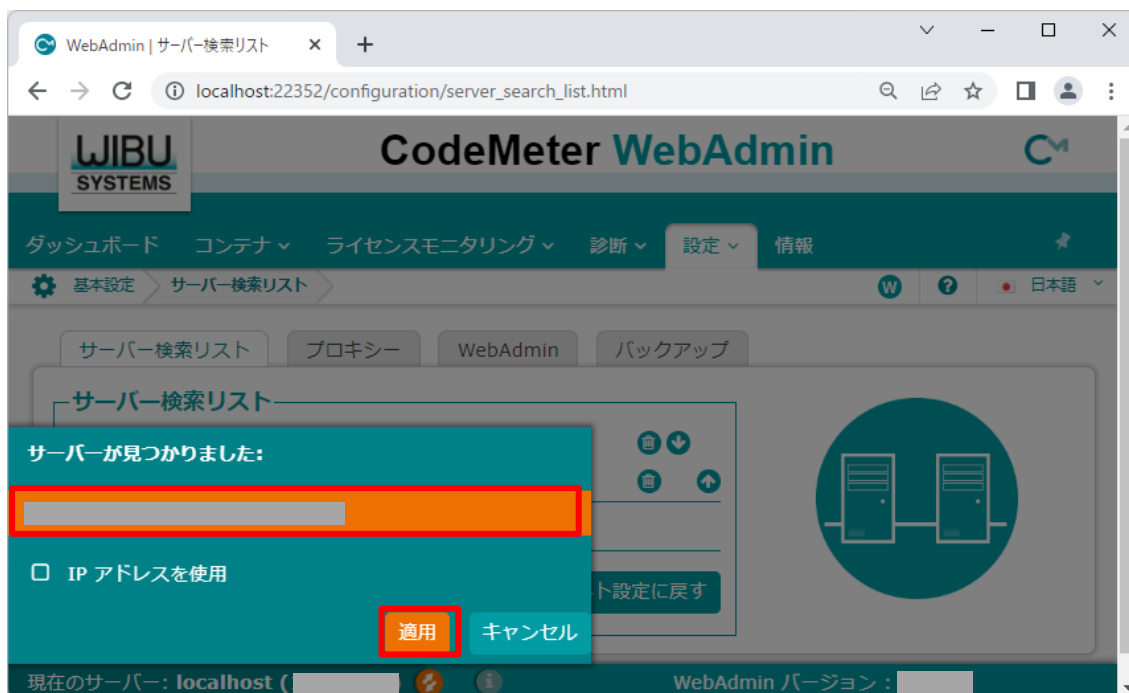 WebAdmin | サーバー検索リスト
localhost:22352/configuration/server_search_list.html
WIBU
SYSTEMS
CodeMeter WebAdmin
ダッシュボード コンテナ ライセンスモニタリング 診断 設定 情報
基本設定 サーバー検索リスト W ? 日本語
サーバー検索リスト プロキシー WebAdmin バックアップ
サーバー検索リスト
サーバーが見つかりました:
IP アドレスを使用
ト設定に戻す
適用 キャンセル
現在のサーバー: localhost ( ) WebAdmin バージョン :